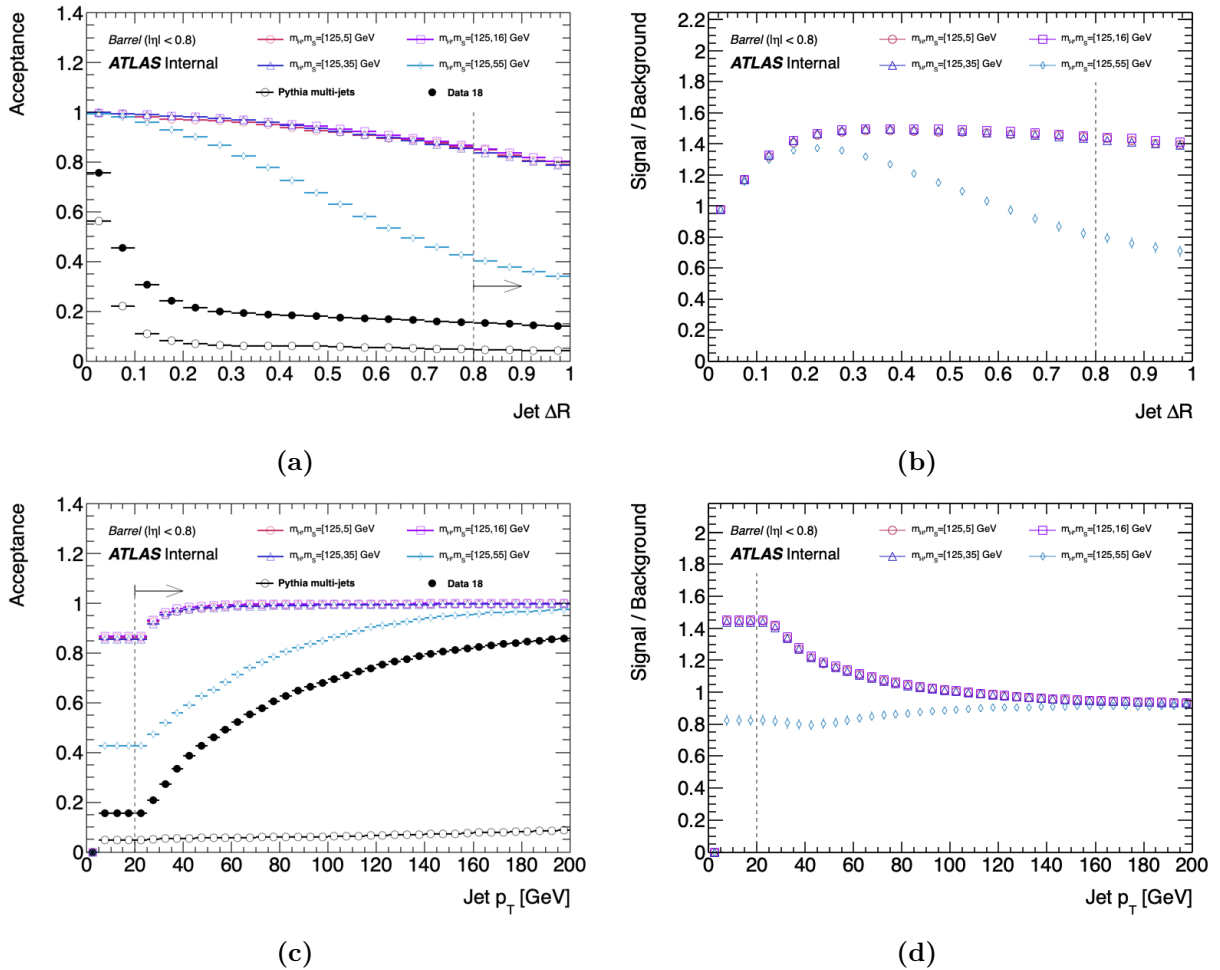 Acceptance
1.4
1.2
1
0.8
0.6
0.4
0.2
0
Barrel (|η| < 0.8)
ATLAS Internal
m_H,m_S=[125,5] GeV
m_H,m_S=[125,16] GeV
m_H,m_S=[125,35] GeV
m_H,m_S=[125,55] GeV
Pythia multi-jets
Data 18
0 0.1 0.2 0.3 0.4 0.5 0.6 0.7 0.8 0.9 1
Jet ΔR
(a)
Signal / Background
2.2
2
1.8
1.6
1.4
1.2
1
0.8
0.6
0.4
0.2
0
Barrel (|η| < 0.8)
ATLAS Internal
m_H,m_S=[125,5] GeV
m_H,m_S=[125,16] GeV
m_H,m_S=[125,35] GeV
m_H,m_S=[125,55] GeV
0 0.1 0.2 0.3 0.4 0.5 0.6 0.7 0.8 0.9 1
Jet ΔR
(b)
Acceptance
1.4
1.2
1
0.8
0.6
0.4
0.2
0
Barrel (|η| < 0.8)
ATLAS Internal
m_H,m_S=[125,5] GeV
m_H,m_S=[125,16] GeV
m_H,m_S=[125,35] GeV
m_H,m_S=[125,55] GeV
Pythia multi-jets
Data 18
0 20 40 60 80 100 120 140 160 180 200
Jet p_T [GeV]
(c)
Signal / Background
2
1.8
1.6
1.4
1.2
1
0.8
0.6
0.4
0.2
0
Barrel (|η| < 0.8)
ATLAS Internal
m_H,m_S=[125,5] GeV
m_H,m_S=[125,16] GeV
m_H,m_S=[125,35] GeV
m_H,m_S=[125,55] GeV
0 20 40 60 80 100 120 140 160 180 200
Jet p_T [GeV]
(d)